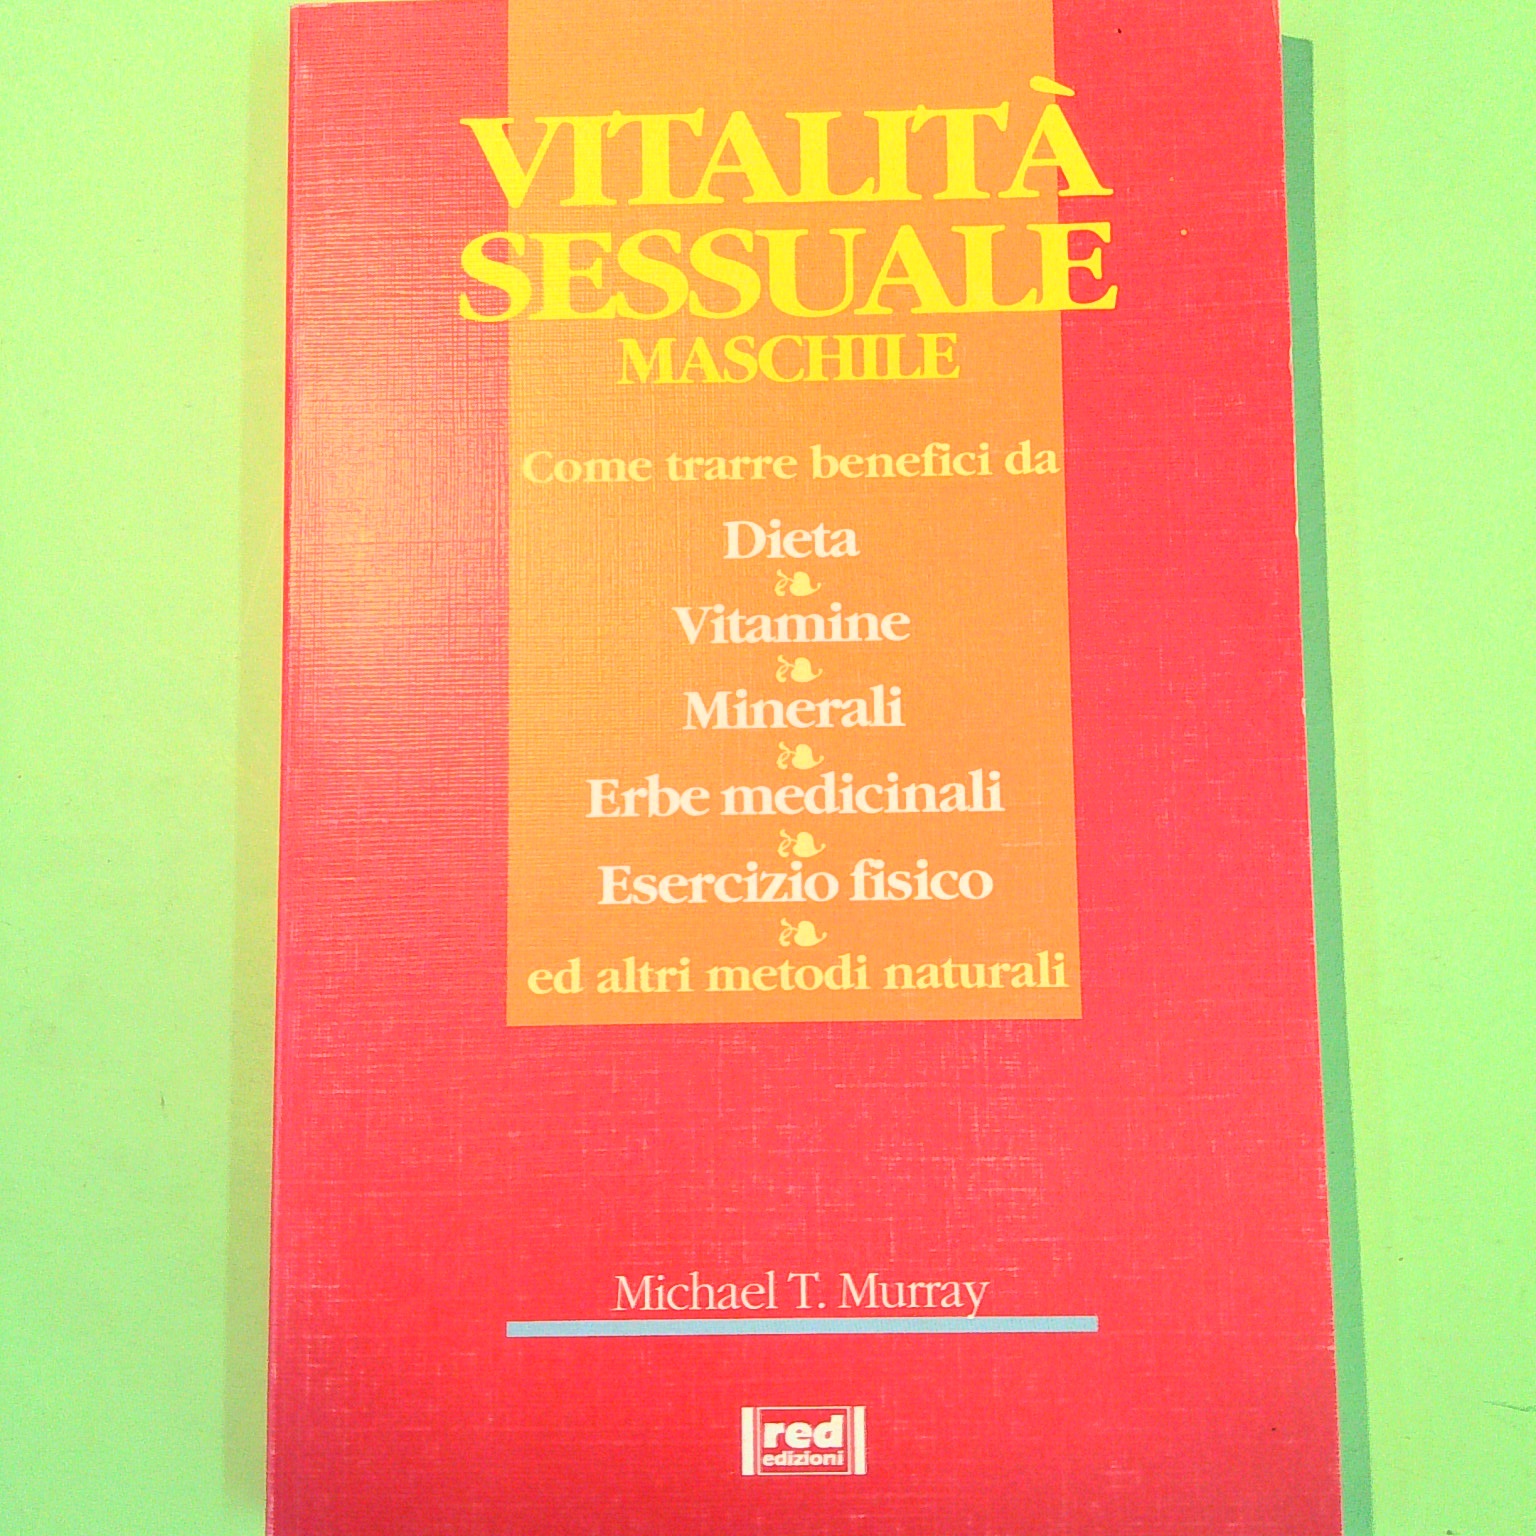 VITALITÀ
SESSUALE
MASCHILE
Come trarre benefici da
Dieta
Vitamine
Minerali
Erbe medicinali
Esercizio fisico
ed altri metodi naturali
Michael T. Murray
red
edizioni